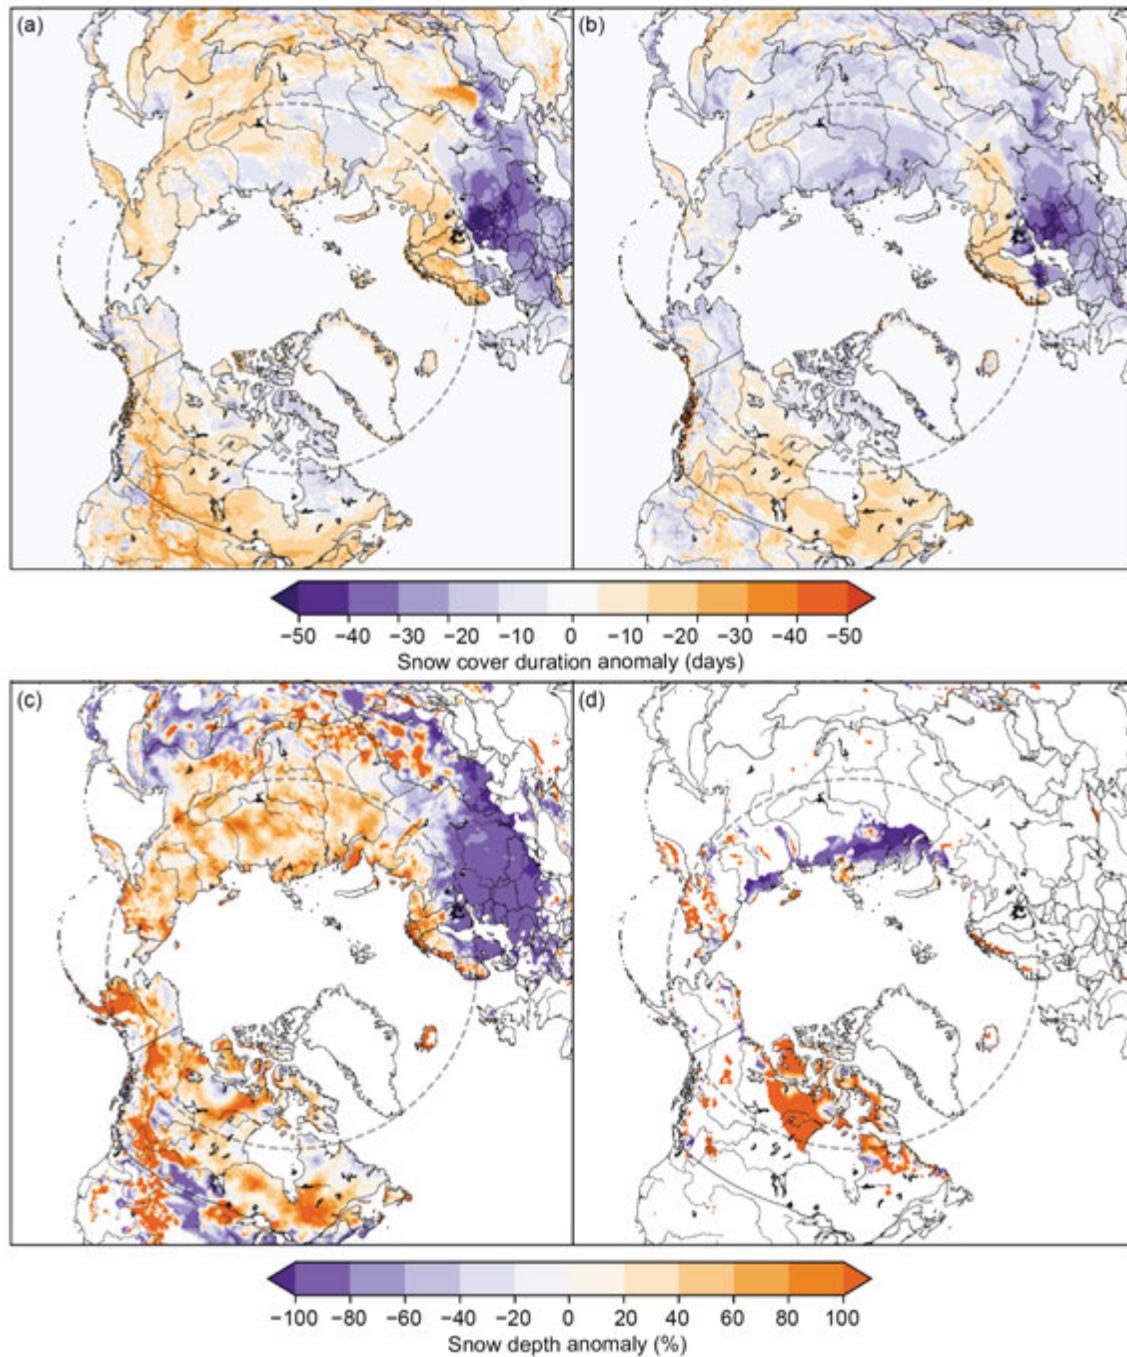 (a) (b)
−50 −40 −30 −20 −10 0 −10 −20 −30 −40 −50
Snow cover duration anomaly (days)
(c) (d)
−100 −80 −60 −40 −20 0 20 40 60 80 100
Snow depth anomaly (%)